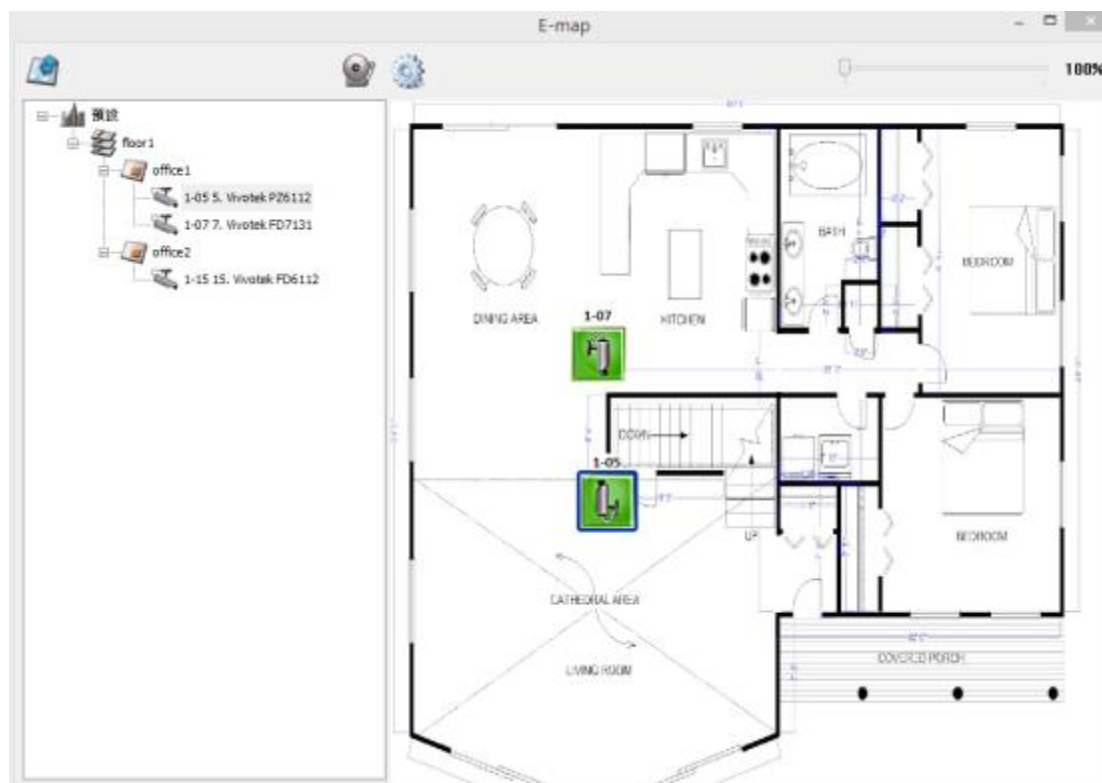 E-map
100%
預設
floor1
office1
1-05 5. Vivotek PZ6112
1-07 7. Vivotek FD7131
office2
1-15 15. Vivotek FD6112
BATH
BEDROOM
DINING AREA
1-07
KITCHEN
DOWN
1-05
UP
BEDROOM
CATHEDRAL AREA
COVERED PORCH
LIVING ROOM